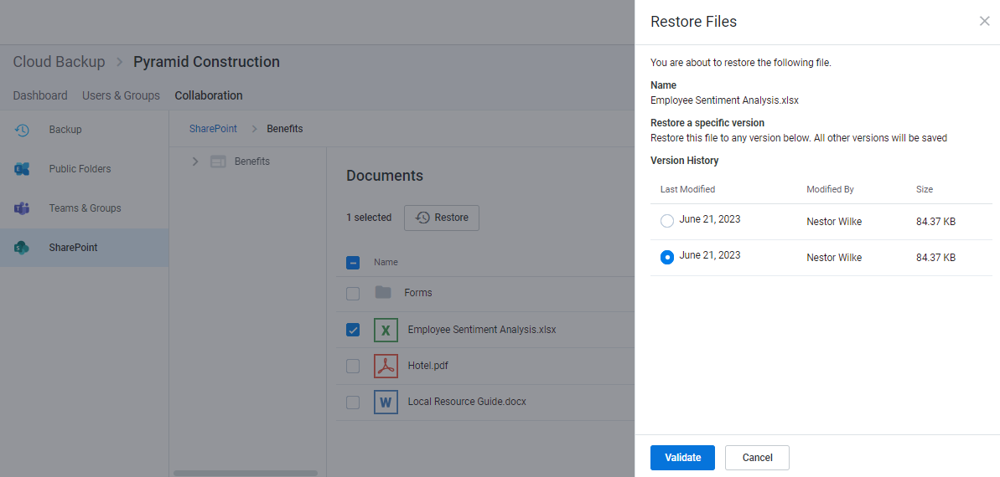 Cloud Backup > Pyramid Construction
Dashboard Users & Groups Collaboration
Backup
Public Folders
Teams & Groups
SharePoint
SharePoint > Benefits
Benefits
Documents
1 selected Restore
Name
Forms
Employee Sentiment Analysis.xlsx
Hotel.pdf
Local Resource Guide.docx
Restore Files
You are about to restore the following file.
Name
Employee Sentiment Analysis.xlsx
Restore a specific version
Restore this file to any version below. All other versions will be saved
Version History
Last Modified Modified By Size
June 21, 2023 Nestor Wilke 84.37 KB
June 21, 2023 Nestor Wilke 84.37 KB
Validate Cancel